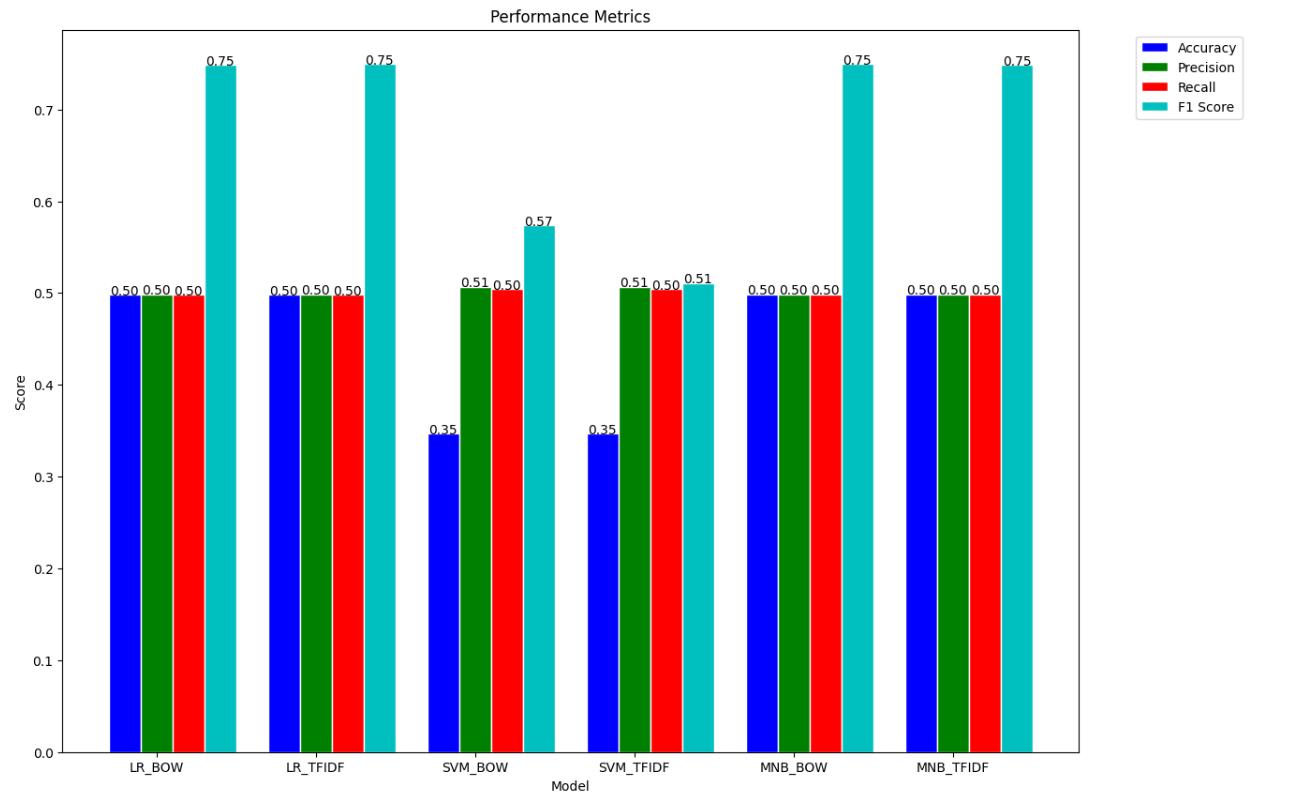 Performance Metrics
Accuracy
Precision
Recall
F1 Score
0.75
0.75
0.75
0.75
0.7
0.6
0.57
0.5
0.50 0.50 0.50
0.50 0.50 0.50
0.51 0.50
0.51 0.50 0.51
0.50 0.50 0.50
0.50 0.50 0.50
0.4
Score
0.35
0.35
0.3
0.2
0.1
0.0
LR_BOW
LR_TFIDF
SVM_BOW
SVM_TFIDF
MNB_BOW
MNB_TFIDF
Model